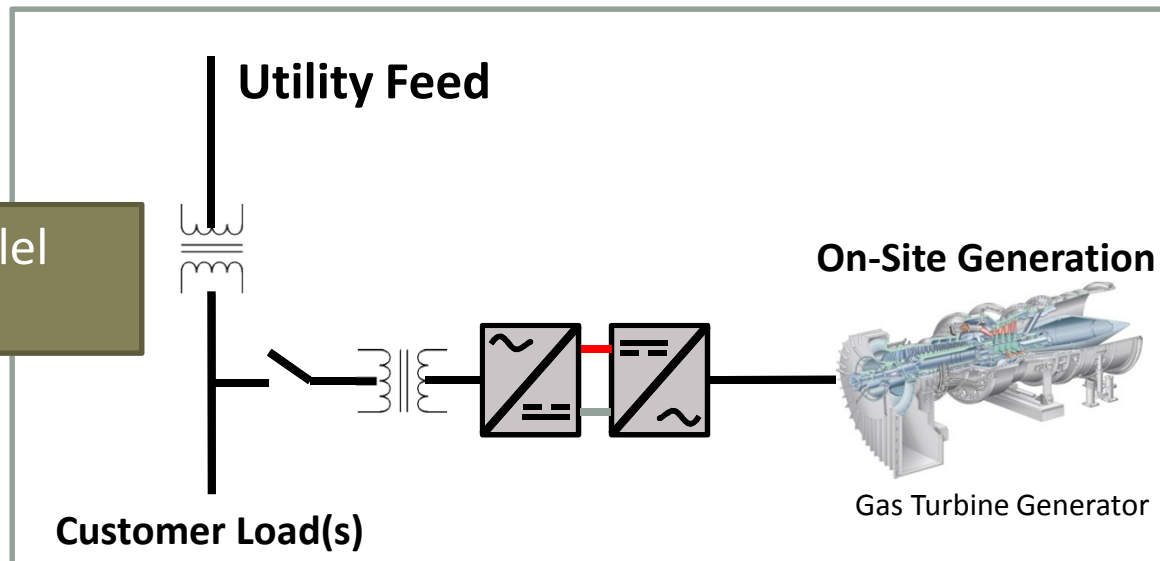 Utility Feed
lel
On-Site Generation
Gas Turbine Generator
Customer Load(s)